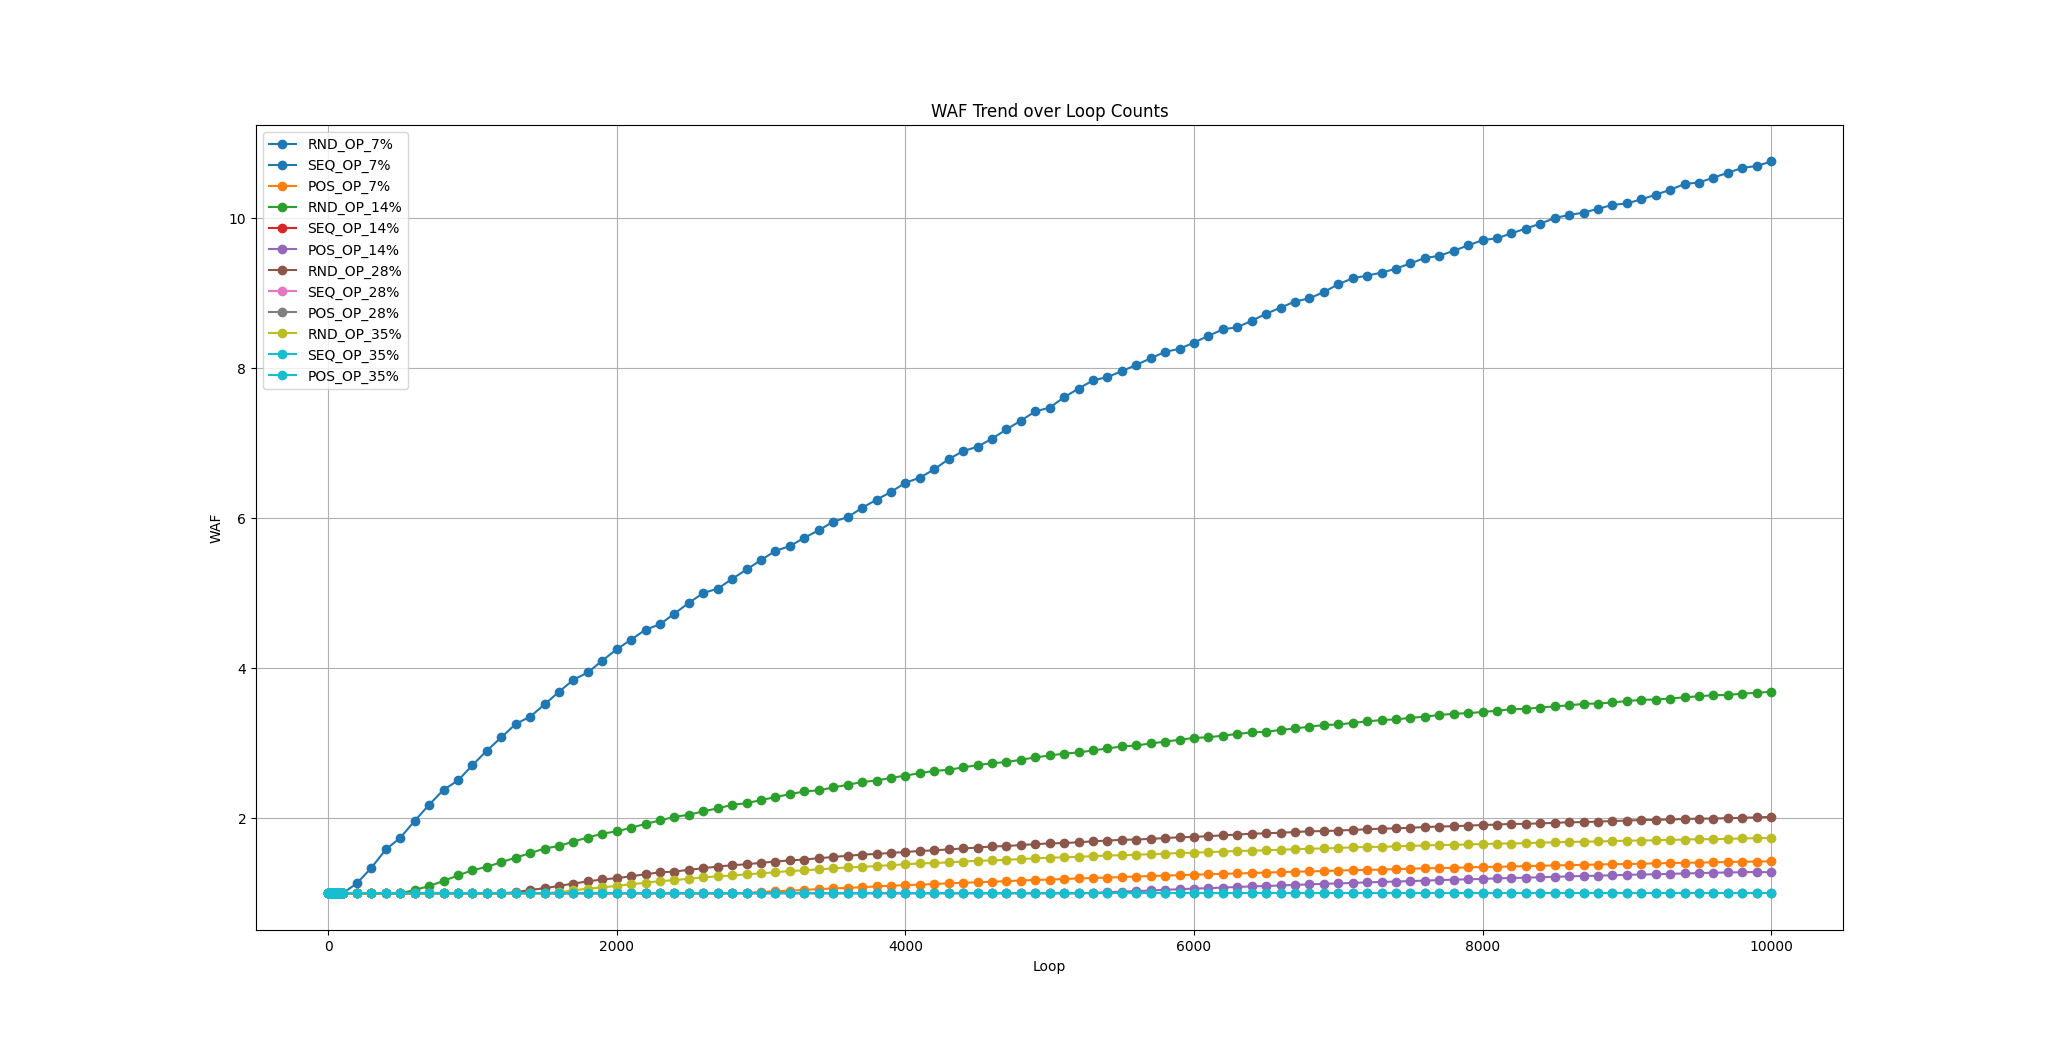 WAF Trend over Loop Counts
RND_OP_7%
SEQ_OP_7%
POS_OP_7%
RND_OP_14%
SEQ_OP_14%
POS_OP_14%
RND_OP_28%
SEQ_OP_28%
POS_OP_28%
RND_OP_35%
SEQ_OP_35%
POS_OP_35%
10
8
6
4
2
WAF
0 2000 4000 6000 8000 10000
Loop